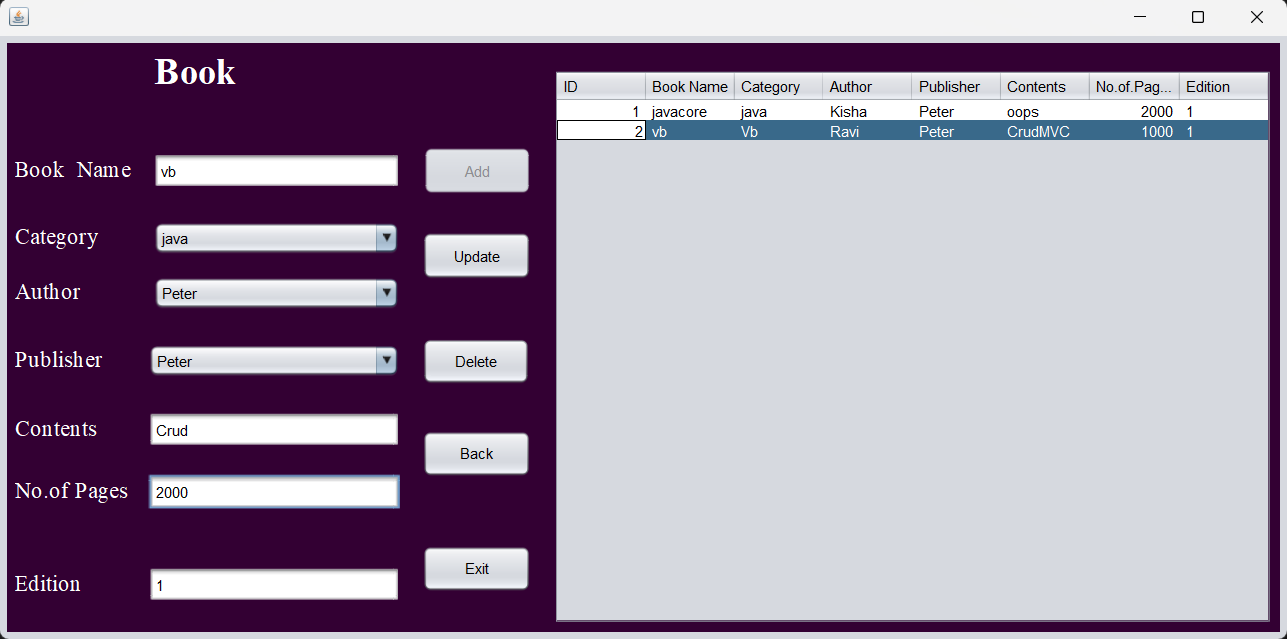 Book
Book Name vb Add
Category java
Update
Author Peter
Publisher Peter Delete
Contents Crud
Back
No.of Pages 2000
Exit
Edition 1
ID Book Name Category Author Publisher Contents No.of.Pag... Edition
1 javacore java Kisha Peter oops 2000 1
2 vb Vb Ravi Peter CrudMVC 1000 1